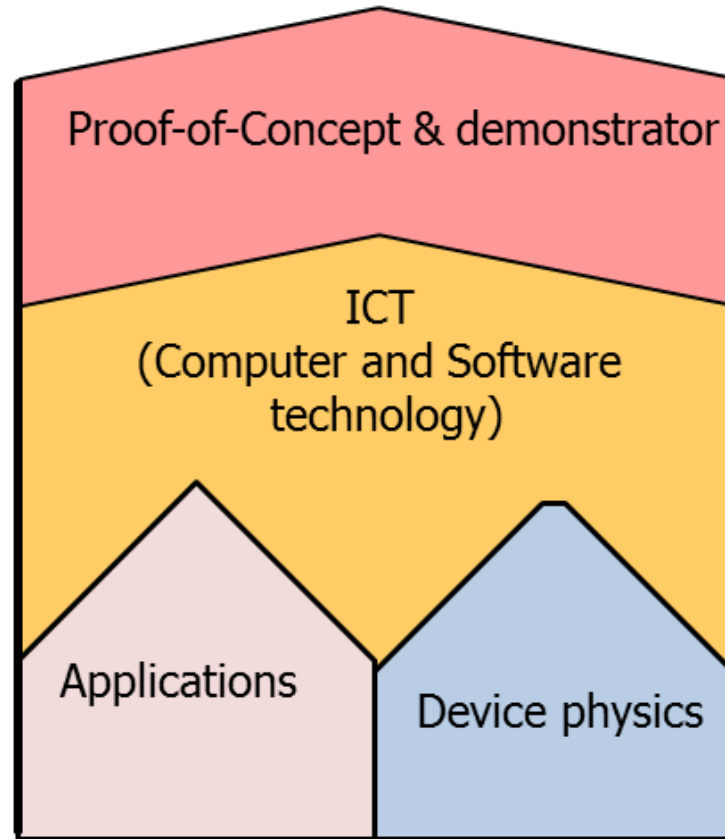 Proof-of-Concept & demonstrator
ICT
(Computer and Software
technology)
Applications
Device physics